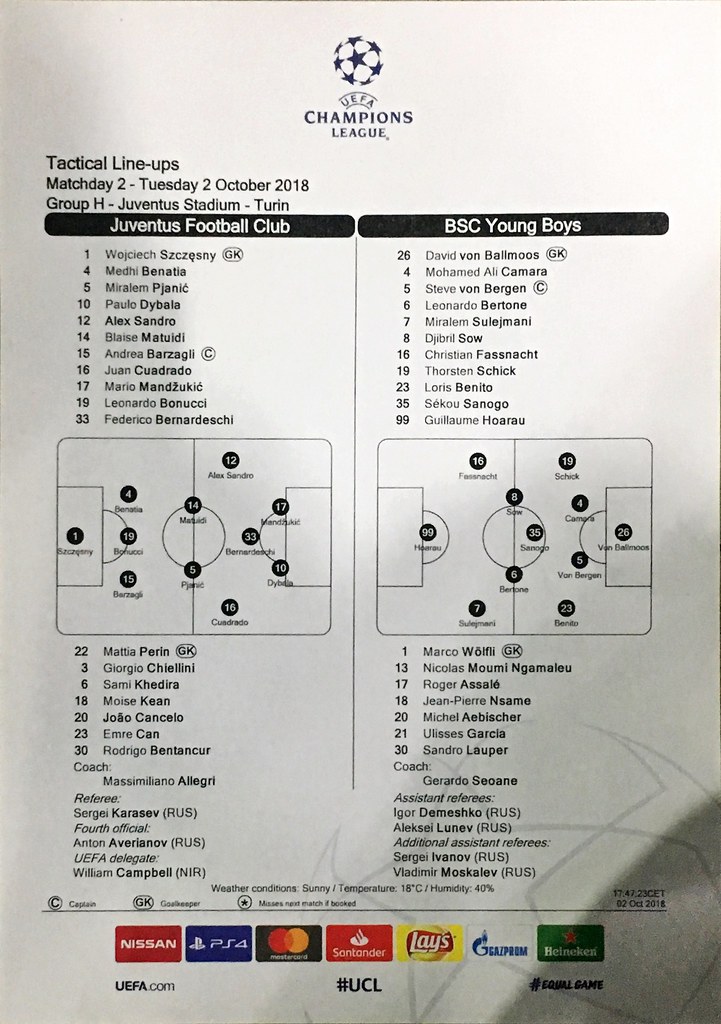 UEFA
CHAMPIONS
LEAGUE
Tactical Line-ups
Matchday 2 - Tuesday 2 October 2018
Group H - Juventus Stadium - Turin
Juventus Football Club
1 Wojciech Szczęsny GK
4 Medhi Benatia
5 Miralem Pjanić
10 Paulo Dybala
12 Alex Sandro
14 Blaise Matuidi
15 Andrea Barzagli C
16 Juan Cuadrado
17 Mario Mandžukić
19 Leonardo Bonucci
33 Federico Bernardeschi
BSC Young Boys
26 David von Ballmoos GK
4 Mohamed Ali Camara
5 Steve von Bergen C
6 Leonardo Bertone
7 Miralem Sulejmani
8 Djibril Sow
16 Christian Fassnacht
19 Thorsten Schick
23 Loris Benito
35 Sékou Sanogo
99 Guillaume Hoarau
12
Alex Sandro
4
Benatia
14
Matuidi
17
Mandžukić
1
Szczęsny
19
Bonucci
33
Bernardeschi
15
Barzagli
5
Pjanić
10
Dybala
16
Cuadrado
16
Fassnacht
19
Schick
8
Sow
4
Camara
99
Hoarau
35
Sanogo
26
Von Ballmoos
6
Bertone
5
Von Bergen
7
Sulejmani
23
Benito
22 Mattia Perin GK
3 Giorgio Chiellini
6 Sami Khedira
18 Moise Kean
20 João Cancelo
23 Emre Can
30 Rodrigo Bentancur
Coach:
Massimiliano Allegri
1 Marco Wölfli GK
13 Nicolas Moumi Ngamaleu
17 Roger Assalé
18 Jean-Pierre Nsame
20 Michel Aebischer
21 Ulisses Garcia
30 Sandro Lauper
Coach:
Gerardo Seoane
Referee:
Sergei Karasev (RUS)
Fourth official:
Anton Averianov (RUS)
UEFA delegate:
William Campbell (NIR)
Assistant referees:
Igor Demeshko (RUS)
Aleksei Lunev (RUS)
Additional assistant referees:
Sergei Ivanov (RUS)
Vladimir Moskalev (RUS)
Weather conditions: Sunny / Temperature: 18°C / Humidity: 40%
C Captain GK Goalkeeper * Misses next match if booked
17:47:23CET
02 Oct 2018
NISSAN
PS4
mastercard
Santander
Lay's
GAZPROM
Heineken
UEFA.com
#UCL
#EQUAL GAME